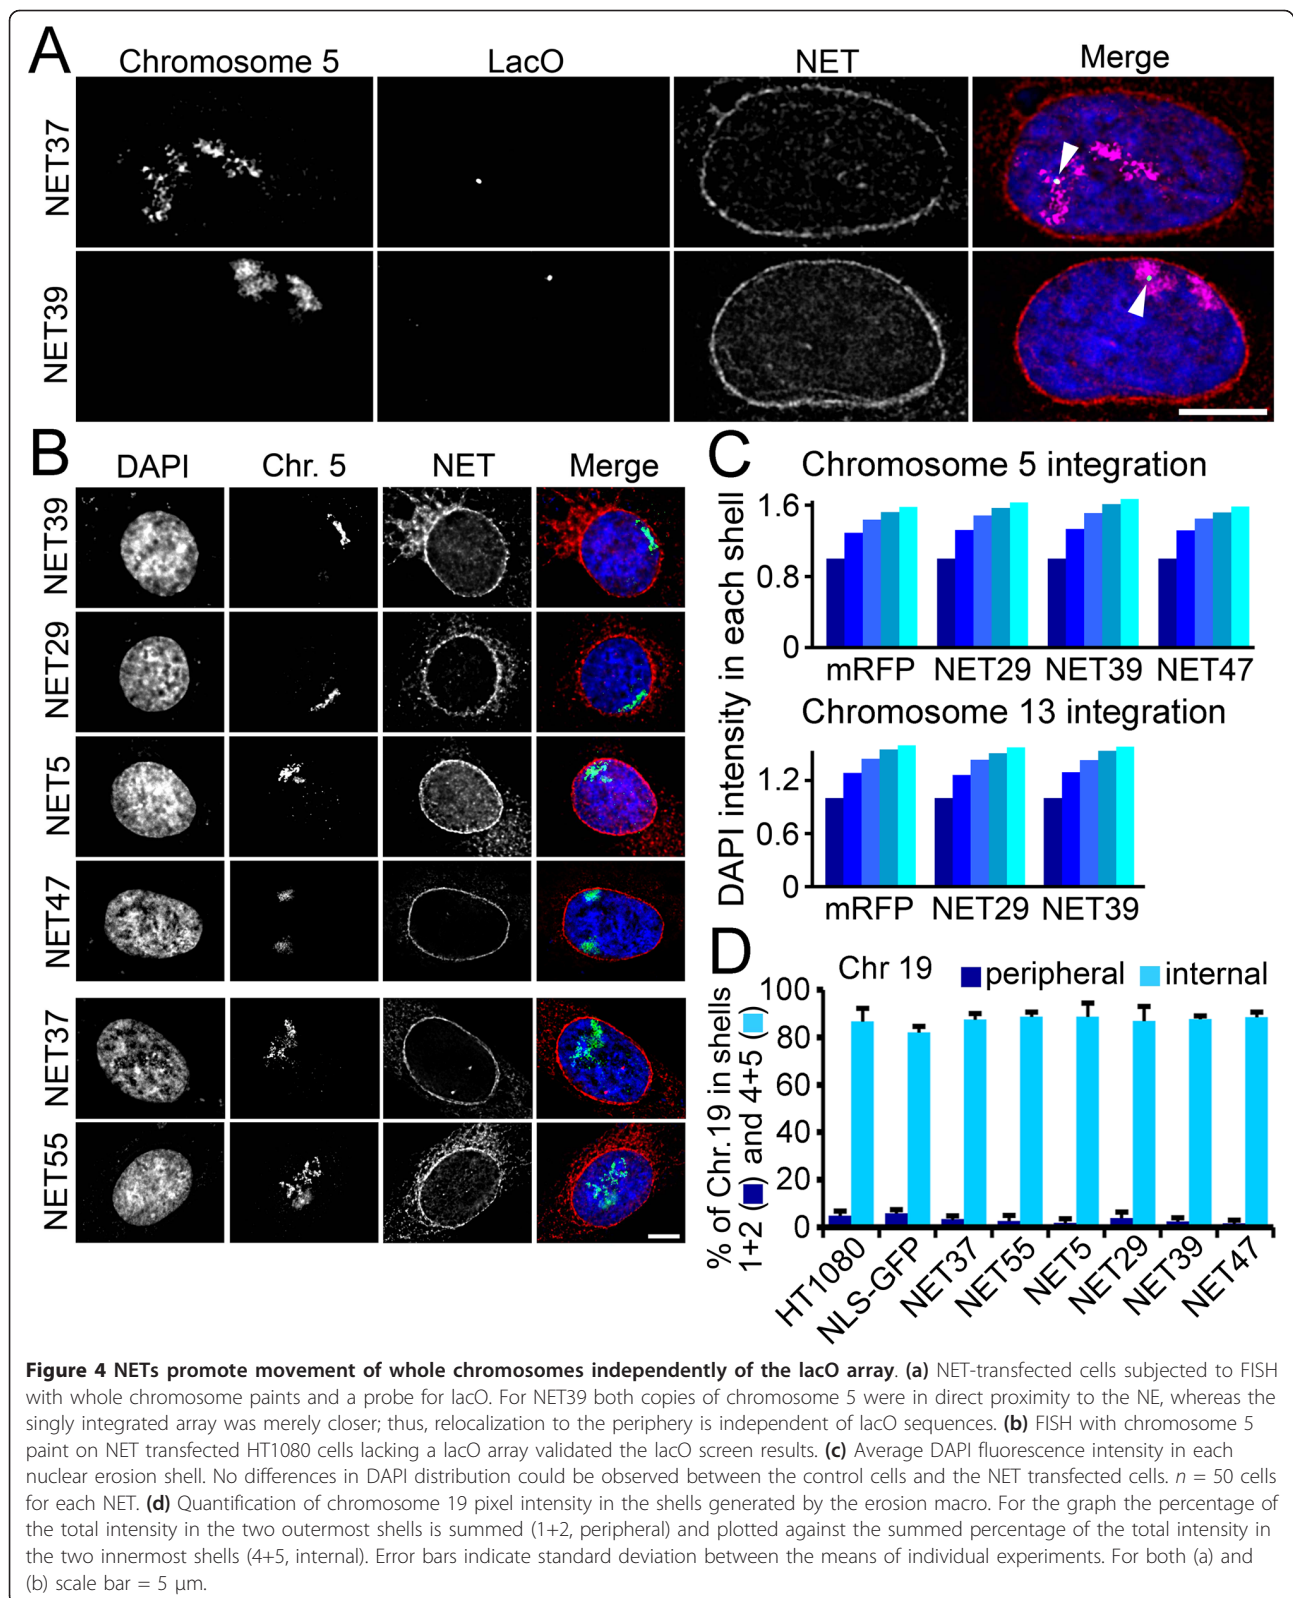 A
Chromosome 5
LacO
NET
Merge
NET37
NET39
B
DAPI
Chr. 5
NET
Merge
NET39
NET29
NET5
NET47
NET37
NET55
C
Chromosome 5 integration
DAPI intensity in each shell
1.6
0.8
0
mRFP
NET29
NET39
NET47
Chromosome 13 integration
1.2
0.6
0
mRFP
NET29
NET39
D
Chr 19
peripheral
internal
% of Chr.19 in shells
1+2 (■) and 4+5 (■)
100
80
60
40
20
0
HT1080
NLS-GFP
NET37
NET55
NET5
NET29
NET39
NET47
Figure 4 NETs promote movement of whole chromosomes independently of the lacO array. (a) NET-transfected cells subjected to FISH
with whole chromosome paints and a probe for lacO. For NET39 both copies of chromosome 5 were in direct proximity to the NE, whereas the
singly integrated array was merely closer; thus, relocalization to the periphery is independent of lacO sequences. (b) FISH with chromosome 5
paint on NET transfected HT1080 cells lacking a lacO array validated the lacO screen results. (c) Average DAPI fluorescence intensity in each
nuclear erosion shell. No differences in DAPI distribution could be observed between the control cells and the NET transfected cells. n = 50 cells
for each NET. (d) Quantification of chromosome 19 pixel intensity in the shells generated by the erosion macro. For the graph the percentage of
the total intensity in the two outermost shells is summed (1+2, peripheral) and plotted against the summed percentage of the total intensity in
the two innermost shells (4+5, internal). Error bars indicate standard deviation between the means of individual experiments. For both (a) and
(b) scale bar = 5 μm.